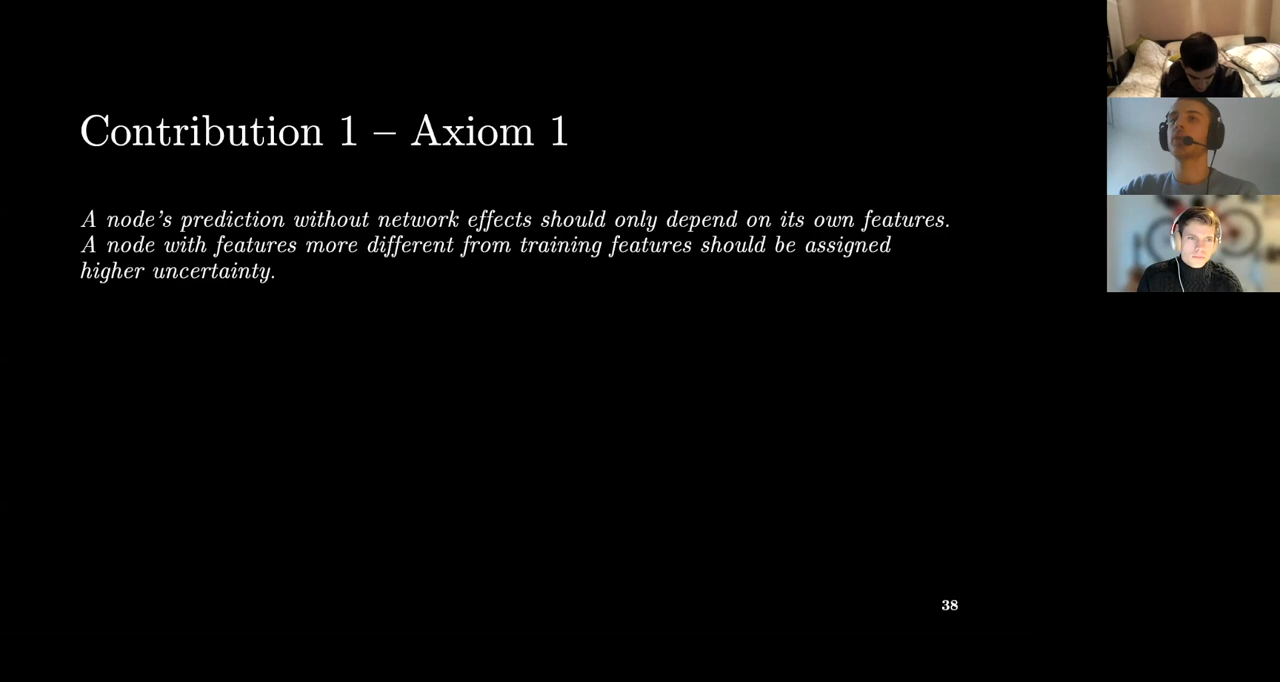 Contribution 1 – Axiom 1
A node's prediction without network effects should only depend on its own features.
A node with features more different from training features should be assigned
higher uncertainty.
38